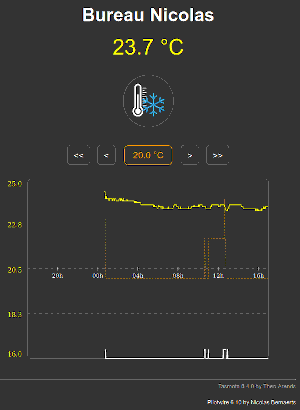 Bureau Nicolas
23.7 °C
<< < 20.0 °C > >>
25.0
22.8
20.5
20h 00h 04h 08h 12h 16h
18.3
16.0
Tasmota 8.4.0 by Theo Arends
Pilotwire 6.10 by Nicolas Bernaerts